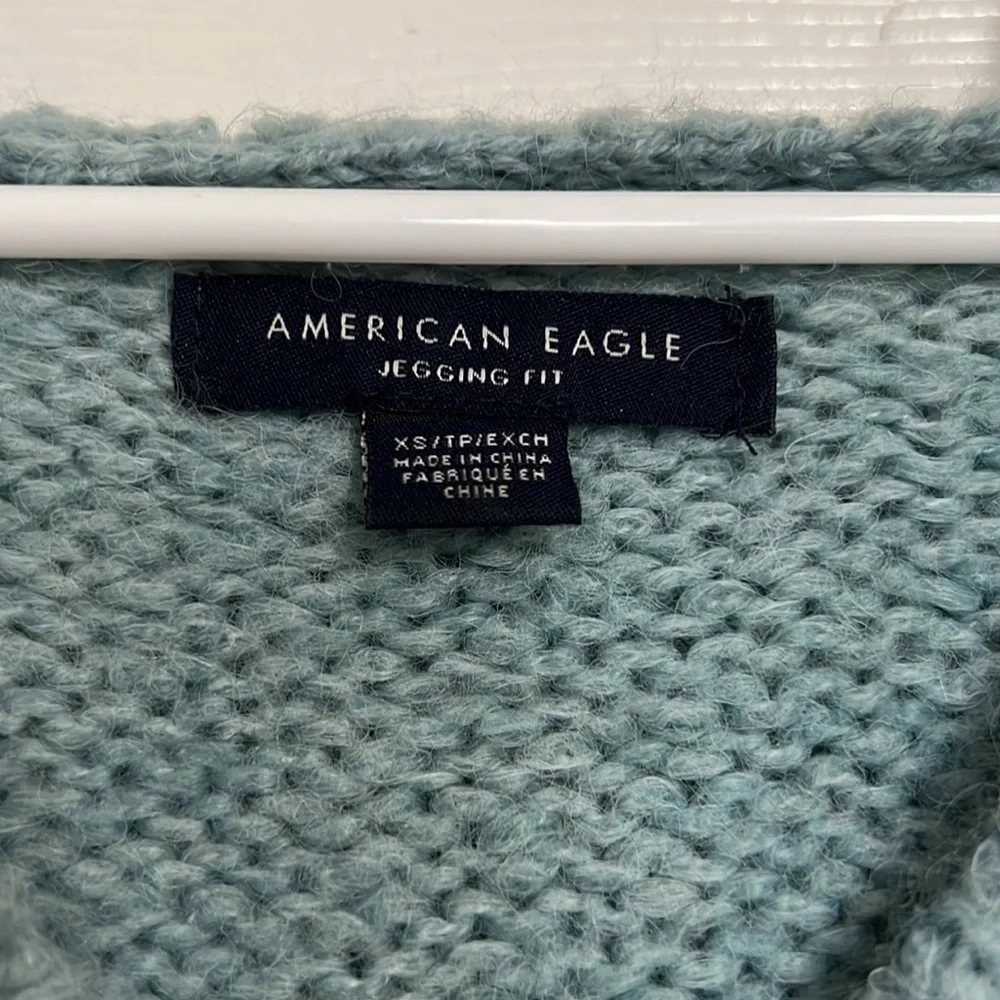 AMERICAN EAGLE
JEGGING FIT
XS/TP/EXCH
MADE IN CHINA
FABRIQUÉ EN
CHINE